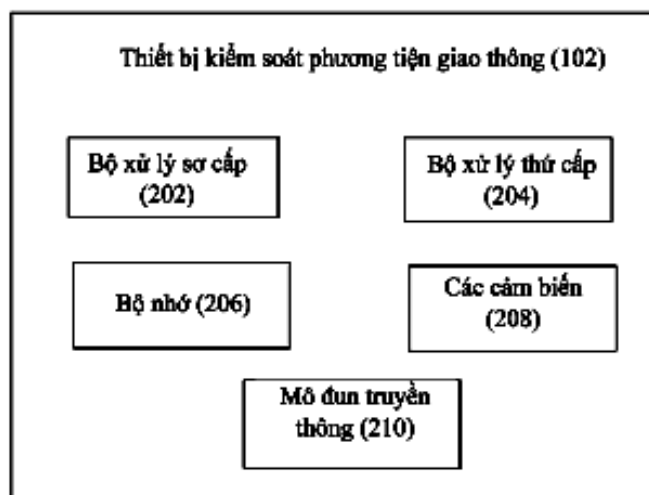 Thiết bị kiểm soát phương tiện giao thông (102)
Bộ xử lý sơ cấp
(202)
Bộ xử lý thứ cấp
(204)
Bộ nhớ (206)
Các cảm biến
(208)
Mô đun truyền
thông (210)